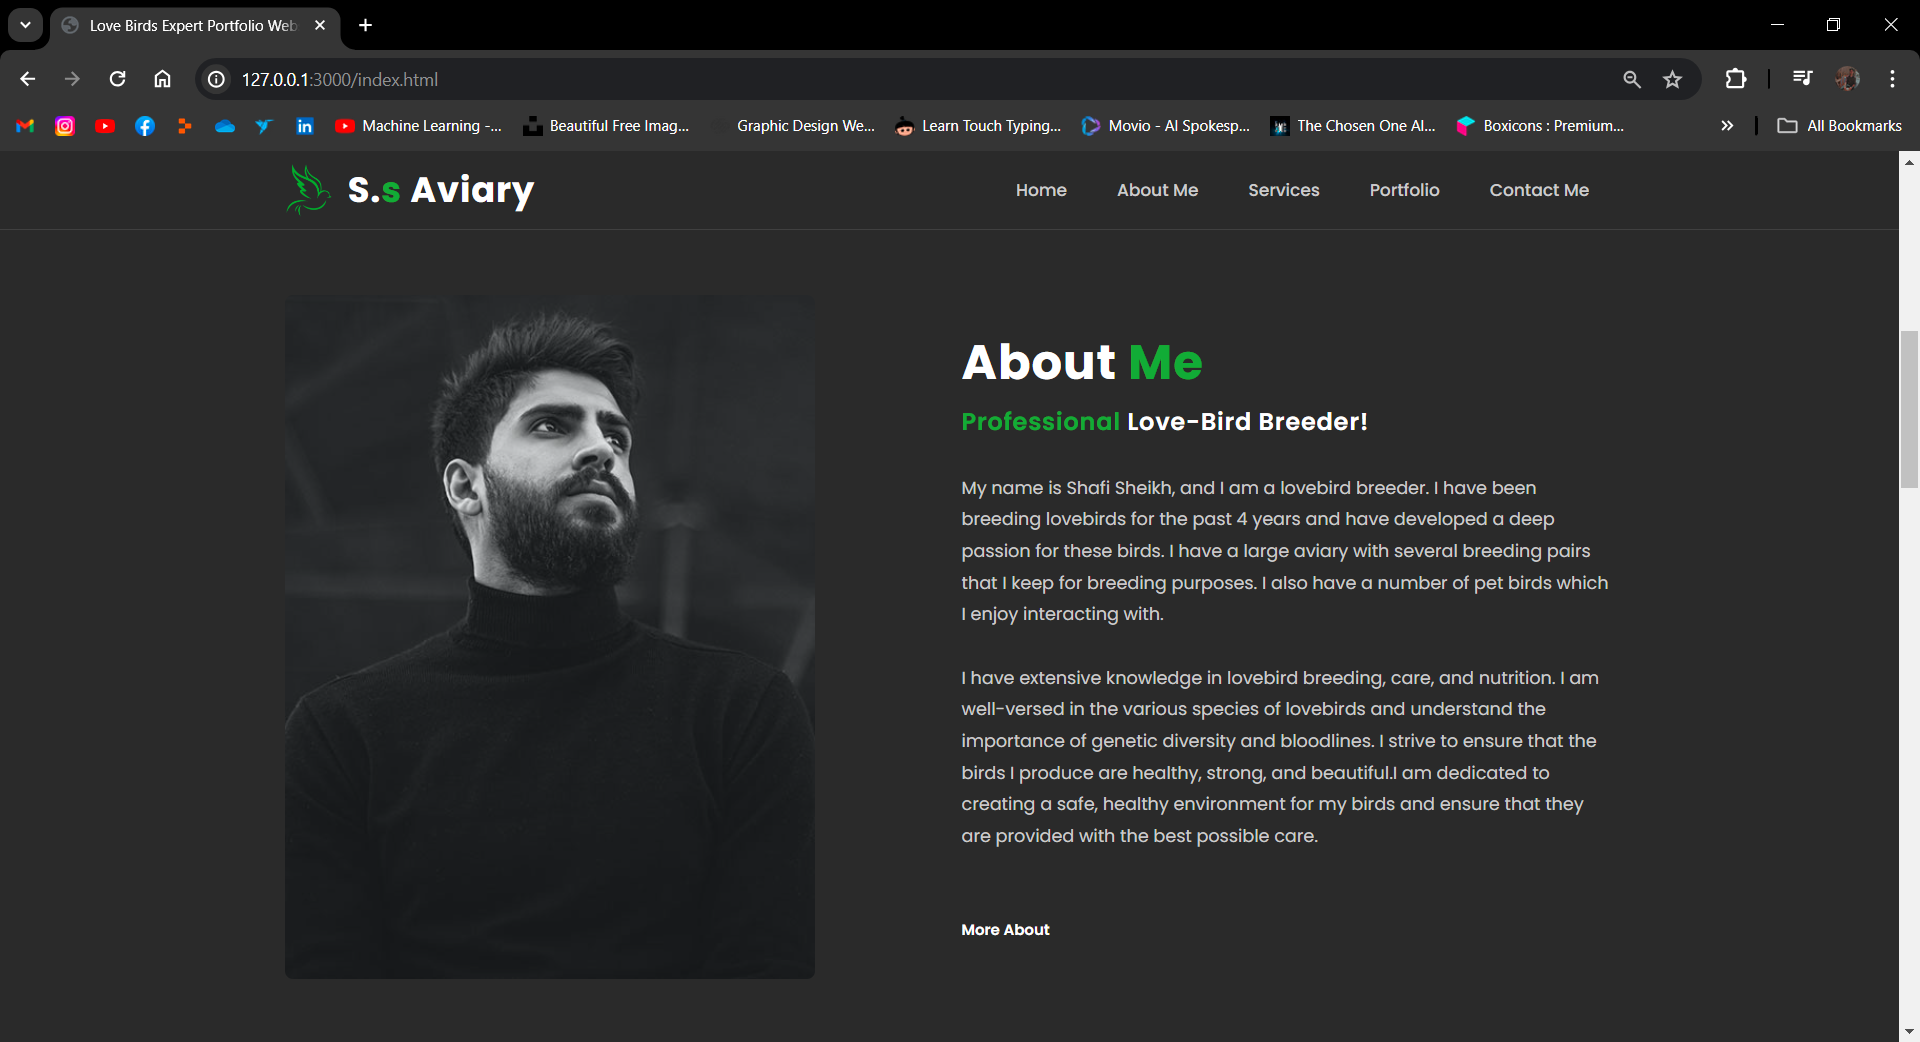 Love Birds Expert Portfolio Web
127.0.0.1:3000/index.html
Machine Learning -...
Beautiful Free Imag...
Graphic Design We...
Learn Touch Typing...
Movio - AI Spokesp...
The Chosen One Al...
Boxicons : Premium...
All Bookmarks
S.s Aviary
Home
About Me
Services
Portfolio
Contact Me
About Me
Professional Love-Bird Breeder!
My name is Shafi Sheikh, and I am a lovebird breeder. I have been
breeding lovebirds for the past 4 years and have developed a deep
passion for these birds. I have a large aviary with several breeding pairs
that I keep for breeding purposes. I also have a number of pet birds which
I enjoy interacting with.
I have extensive knowledge in lovebird breeding, care, and nutrition. I am
well-versed in the various species of lovebirds and understand the
importance of genetic diversity and bloodlines. I strive to ensure that the
birds I produce are healthy, strong, and beautiful.I am dedicated to
creating a safe, healthy environment for my birds and ensure that they
are provided with the best possible care.
More About